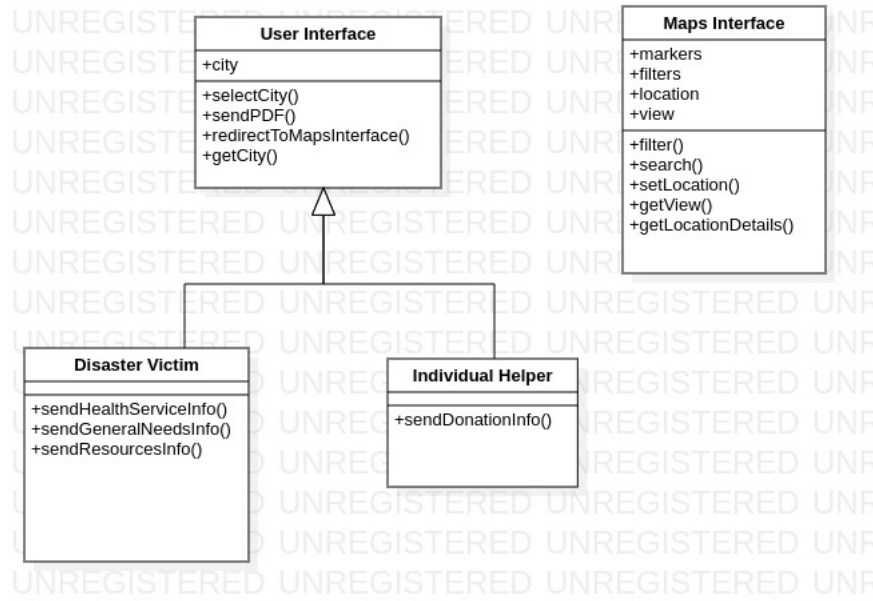 User Interface
+city
+selectCity()
+sendPDF()
+redirectToMapsInterface()
+getCity()
Maps Interface
+markers
+filters
+location
+view
+filter()
+search()
+setLocation()
+getView()
+getLocationDetails()
Disaster Victim
+sendHealthServiceInfo()
+sendGeneralNeedsInfo()
+sendResourcesInfo()
Individual Helper
+sendDonationInfo()
UNREGISTERED